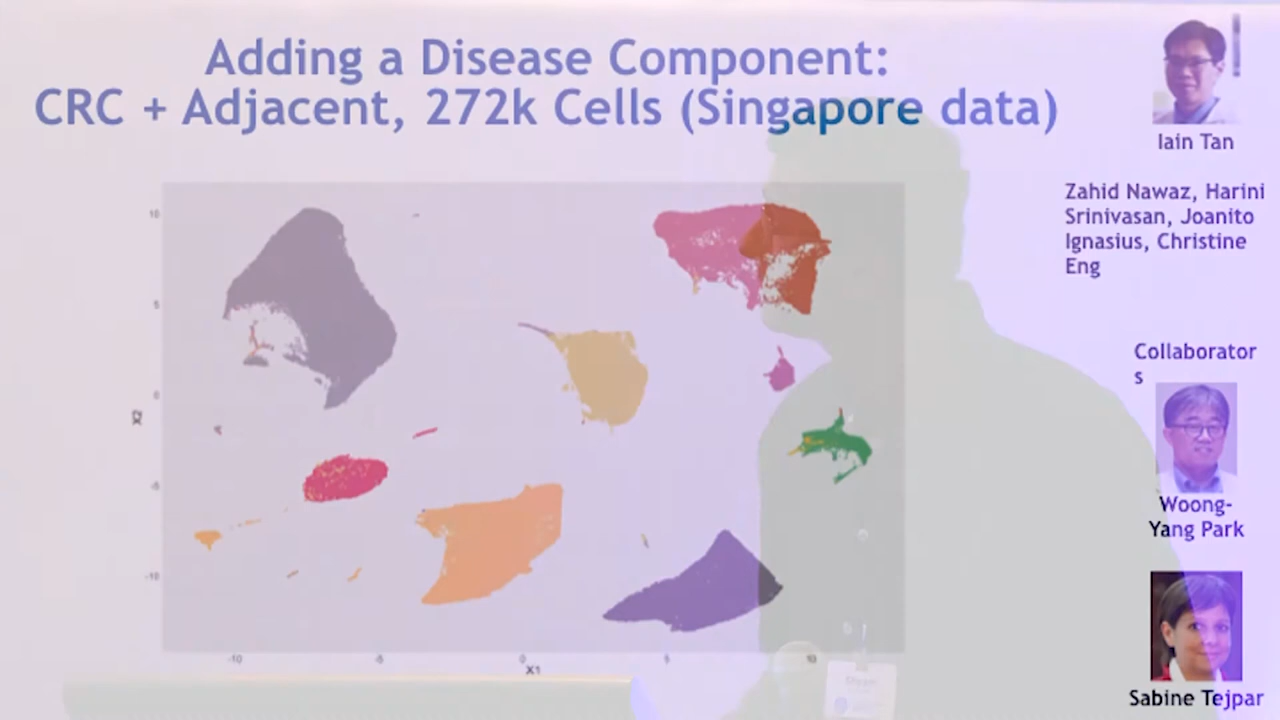 Adding a Disease Component:
CRC + Adjacent, 272k Cells (Singapore data)
Iain Tan
Zahid Nawaz, Harini
Srinivasan, Joanito
Ignasius, Christine
Eng
Collaborator
s
Woong-
Yang Park
Sabine Tejpar
10
5
0
-5
-10
X2
-10
-5
0
5
10
X1